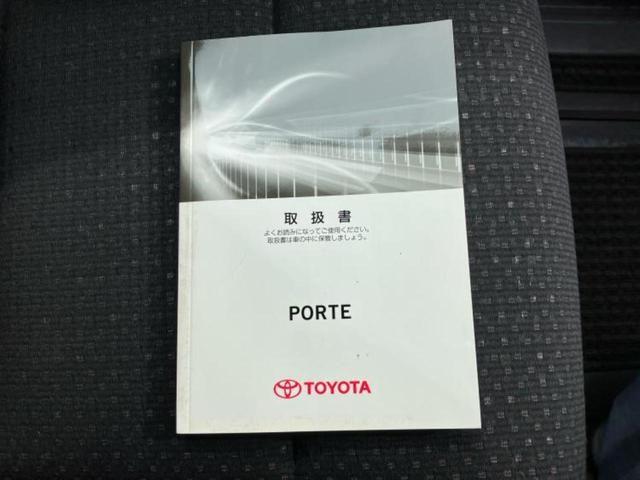 取扱書
よくお読みになってご使用ください。
取扱書は車の中に保管しましょう。
PORTE
TOYOTA